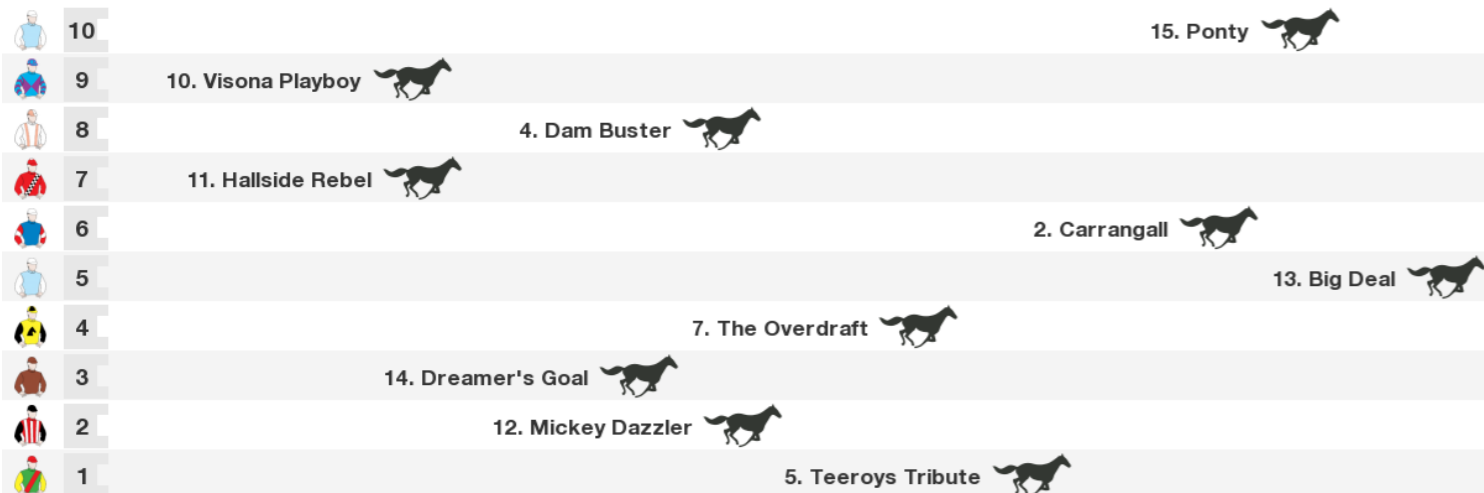 10 15. Ponty
9 10. Visona Playboy
8 4. Dam Buster
7 11. Hallside Rebel
6 2. Carrangall
5 13. Big Deal
4 7. The Overdraft
3 14. Dreamer's Goal
2 12. Mickey Dazzler
1 5. Teeroys Tribute